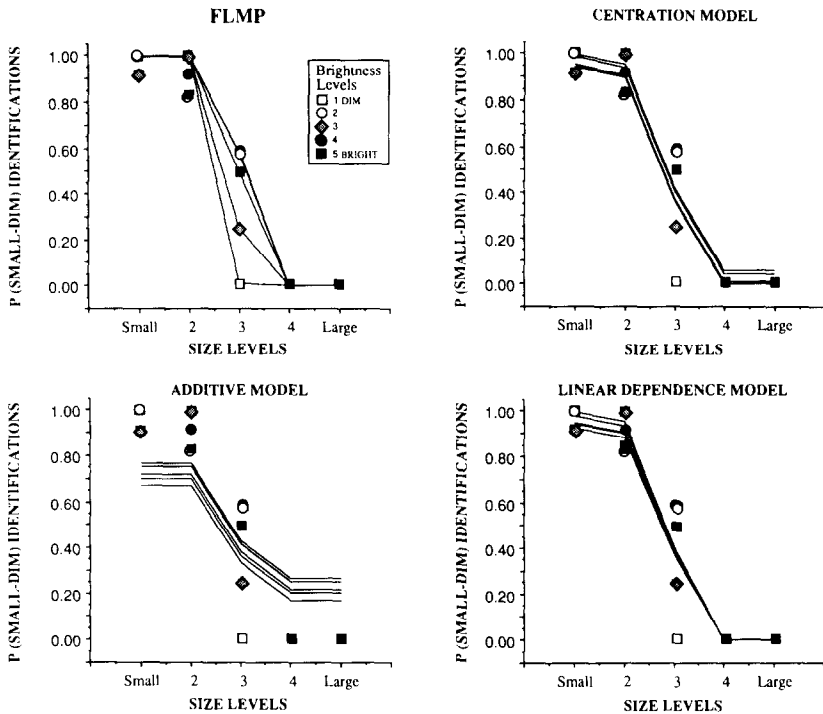 FLMP
P (SMALL-DIM) IDENTIFICATIONS
1.00
0.80
0.60
0.40
0.20
0.00
Brightness
Levels
1 DIM
2
3
4
5 BRIGHT
Small 2 3 4 Large
SIZE LEVELS
CENTRATION MODEL
P (SMALL-DIM) IDENTIFICATIONS
1.00
0.80
0.60
0.40
0.20
0.00
Small 2 3 4 Large
SIZE LEVELS
ADDITIVE MODEL
P (SMALL-DIM) IDENTIFICATIONS
1.00
0.80
0.60
0.40
0.20
0.00
Small 2 3 4 Large
SIZE LEVELS
LINEAR DEPENDENCE MODEL
P (SMALL-DIM) IDENTIFICATIONS
1.00
0.80
0.60
0.40
0.20
0.00
Small 2 3 4 Large
SIZE LEVELS